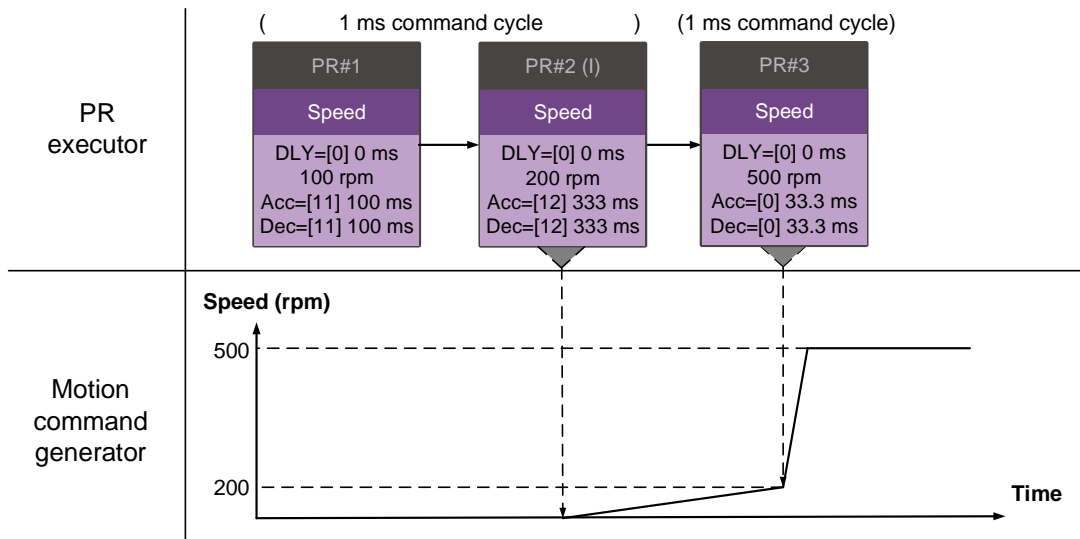 ( 1 ms command cycle ) (1 ms command cycle)
PR
executor
PR#1
Speed
DLY=[0] 0 ms
100 rpm
Acc=[11] 100 ms
Dec=[11] 100 ms
PR#2 (I)
Speed
DLY=[0] 0 ms
200 rpm
Acc=[12] 333 ms
Dec=[12] 333 ms
PR#3
Speed
DLY=[0] 0 ms
500 rpm
Acc=[0] 33.3 ms
Dec=[0] 33.3 ms
Motion
command
generator
Speed (rpm)
500
200
Time